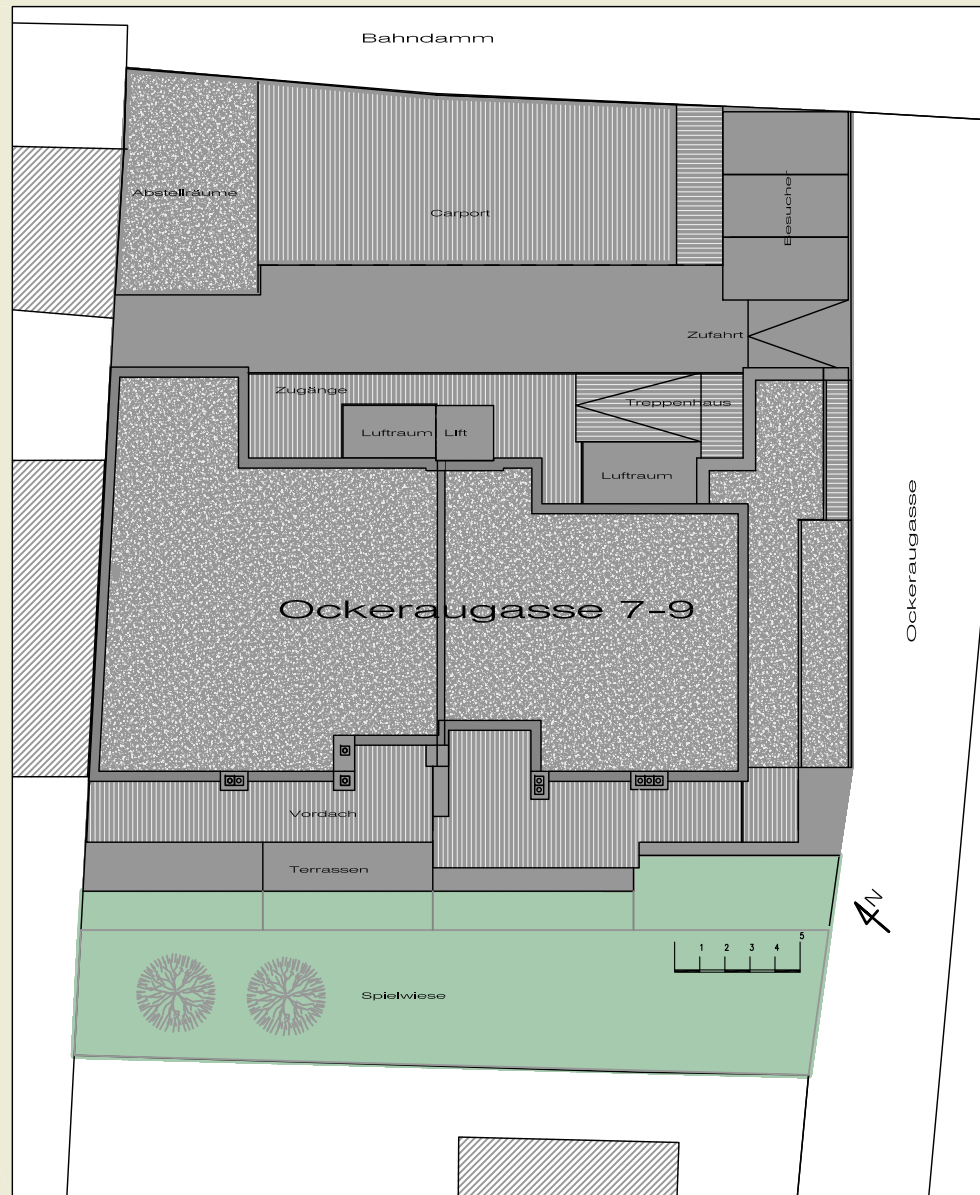 Bahndamm
Abstellräume
Carport
Besucher
Zufahrt
Zugänge
Treppenhaus
Luftraum
Lift
Luftraum
Ockeraugasse
Ockeraugasse 7-9
Vordach
Terrassen
N
1 2 3 4 5
Spielwiese